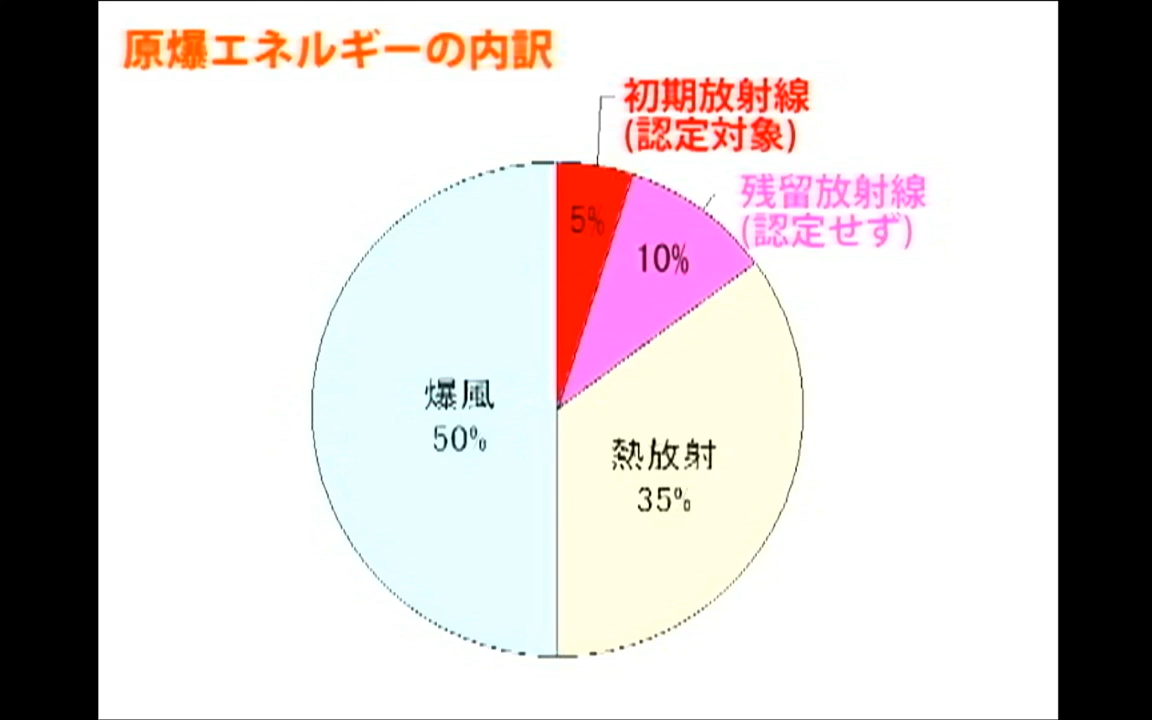 原爆エネルギーの内訳
初期放射線
(認定対象)
残留放射線
(認定せず)
5%
10%
爆風
50%
熱放射
35%